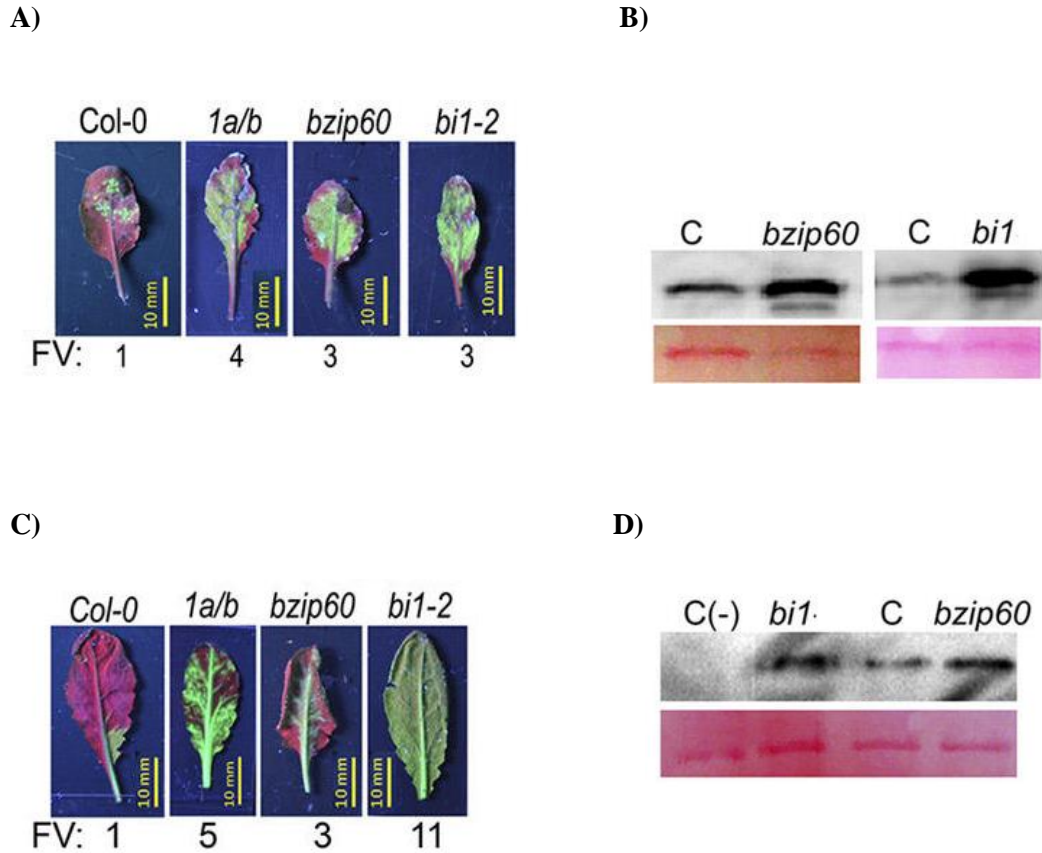 A)
B)
Col-0 1a/b bzip60 bi1-2
10 mm 10 mm 10 mm 10 mm
FV: 1 4 3 3
C bzip60 C bi1
C)
D)
Col-0 1a/b bzip60 bi1-2
10 mm 10 mm 10 mm 10 mm
FV: 1 5 3 11
C(-) bi1· C bzip60